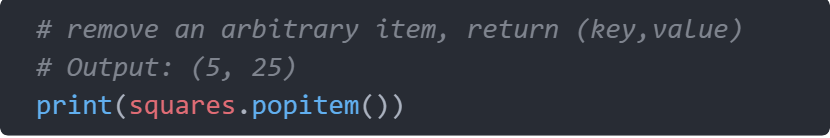 # remove an arbitrary item, return (key,value)
# Output: (5, 25)
print(squares.popitem())